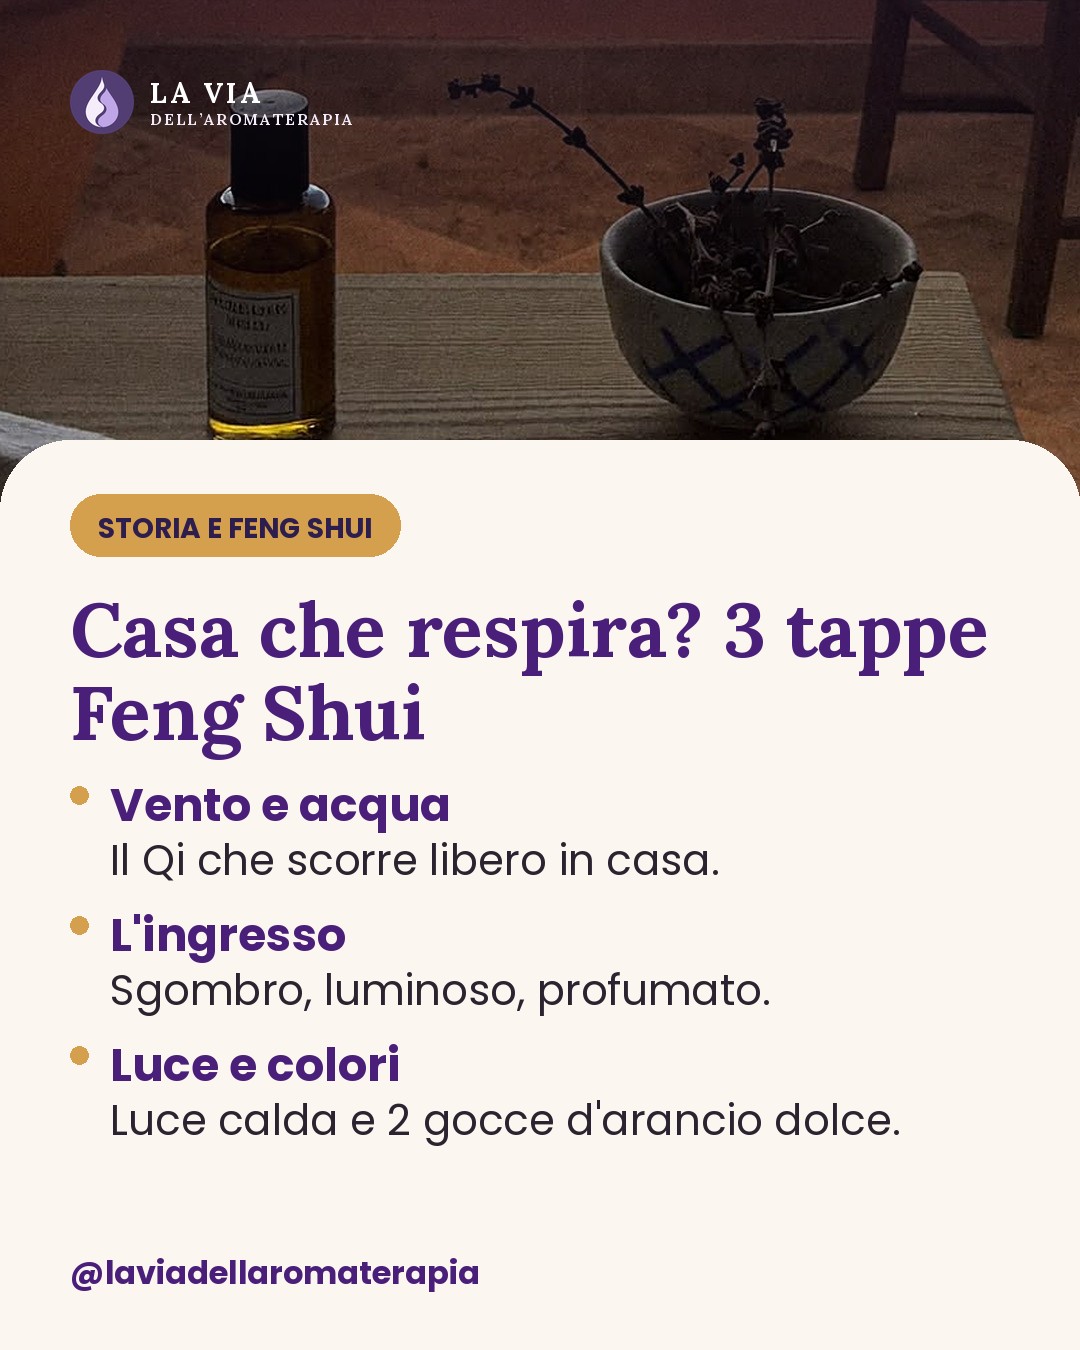 LA VIA
DELL'AROMATERAPIA
STORIA E FENG SHUI
Casa che respira? 3 tappe
Feng Shui
Vento e acqua
Il Qi che scorre libero in casa.
L'ingresso
Sgombro, luminoso, profumato.
Luce e colori
Luce calda e 2 gocce d'arancio dolce.
@laviadellaromaterapia